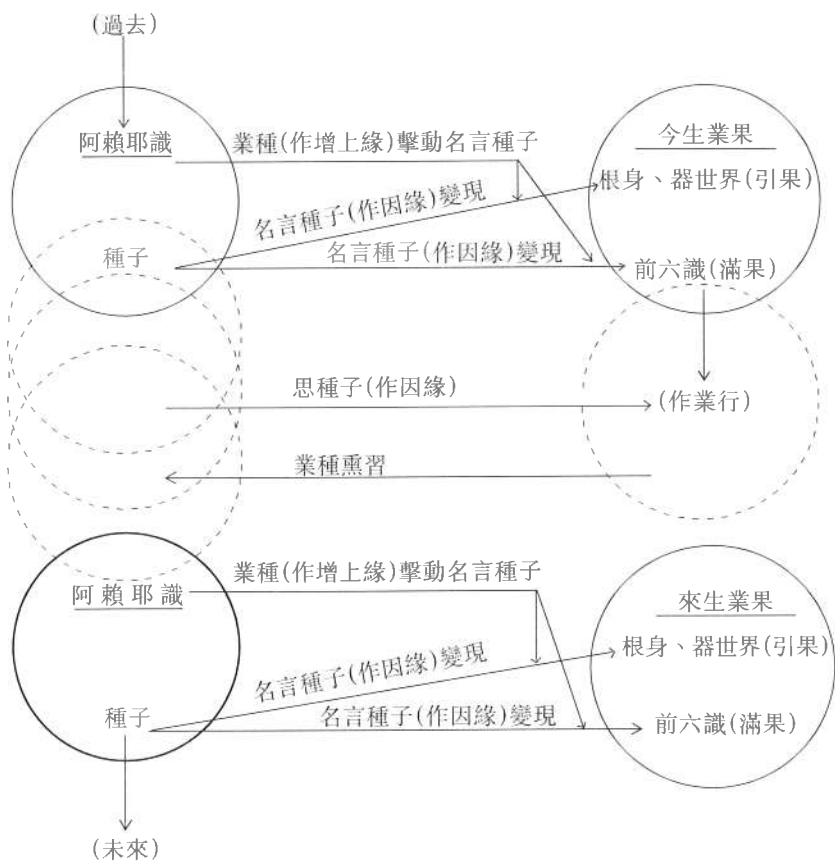 (過去)
阿賴耶識
業種(作增上緣)擊動名言種子
今生業果
根身、器世界(引果)
名言種子(作因緣)變現
種子
名言種子(作因緣)變現
前六識(滿果)
思種子(作因緣)
(作業行)
業種熏習
阿賴耶識
業種(作增上緣)擊動名言種子
來生業果
根身、器世界(引果)
名言種子(作因緣)變現
種子
名言種子(作因緣)變現
前六識(滿果)
(未來)